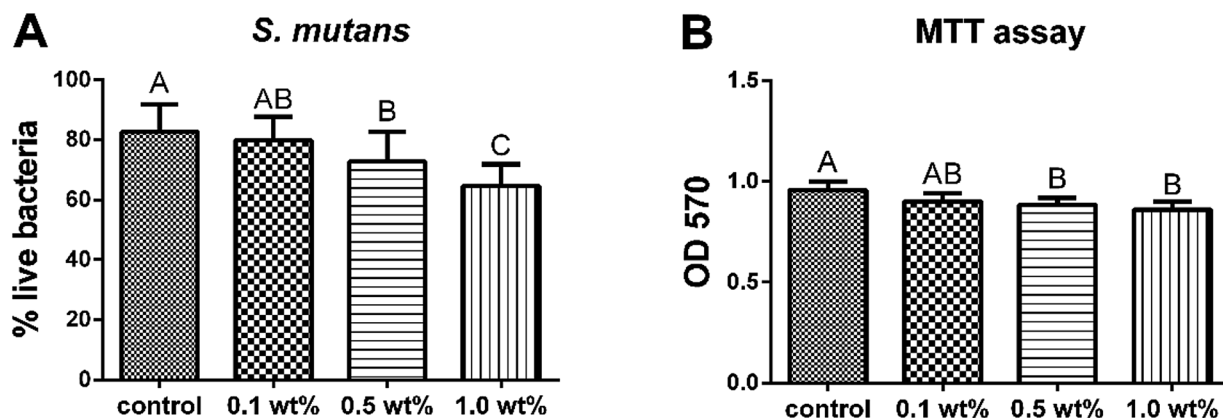 A
S. mutans
% live bacteria
100
80
60
40
20
0
A
AB
B
C
control
0.1 wt%
0.5 wt%
1.0 wt%
B
MTT assay
OD 570
1.5
1.0
0.5
0.0
A
AB
B
B
control
0.1 wt%
0.5 wt%
1.0 wt%